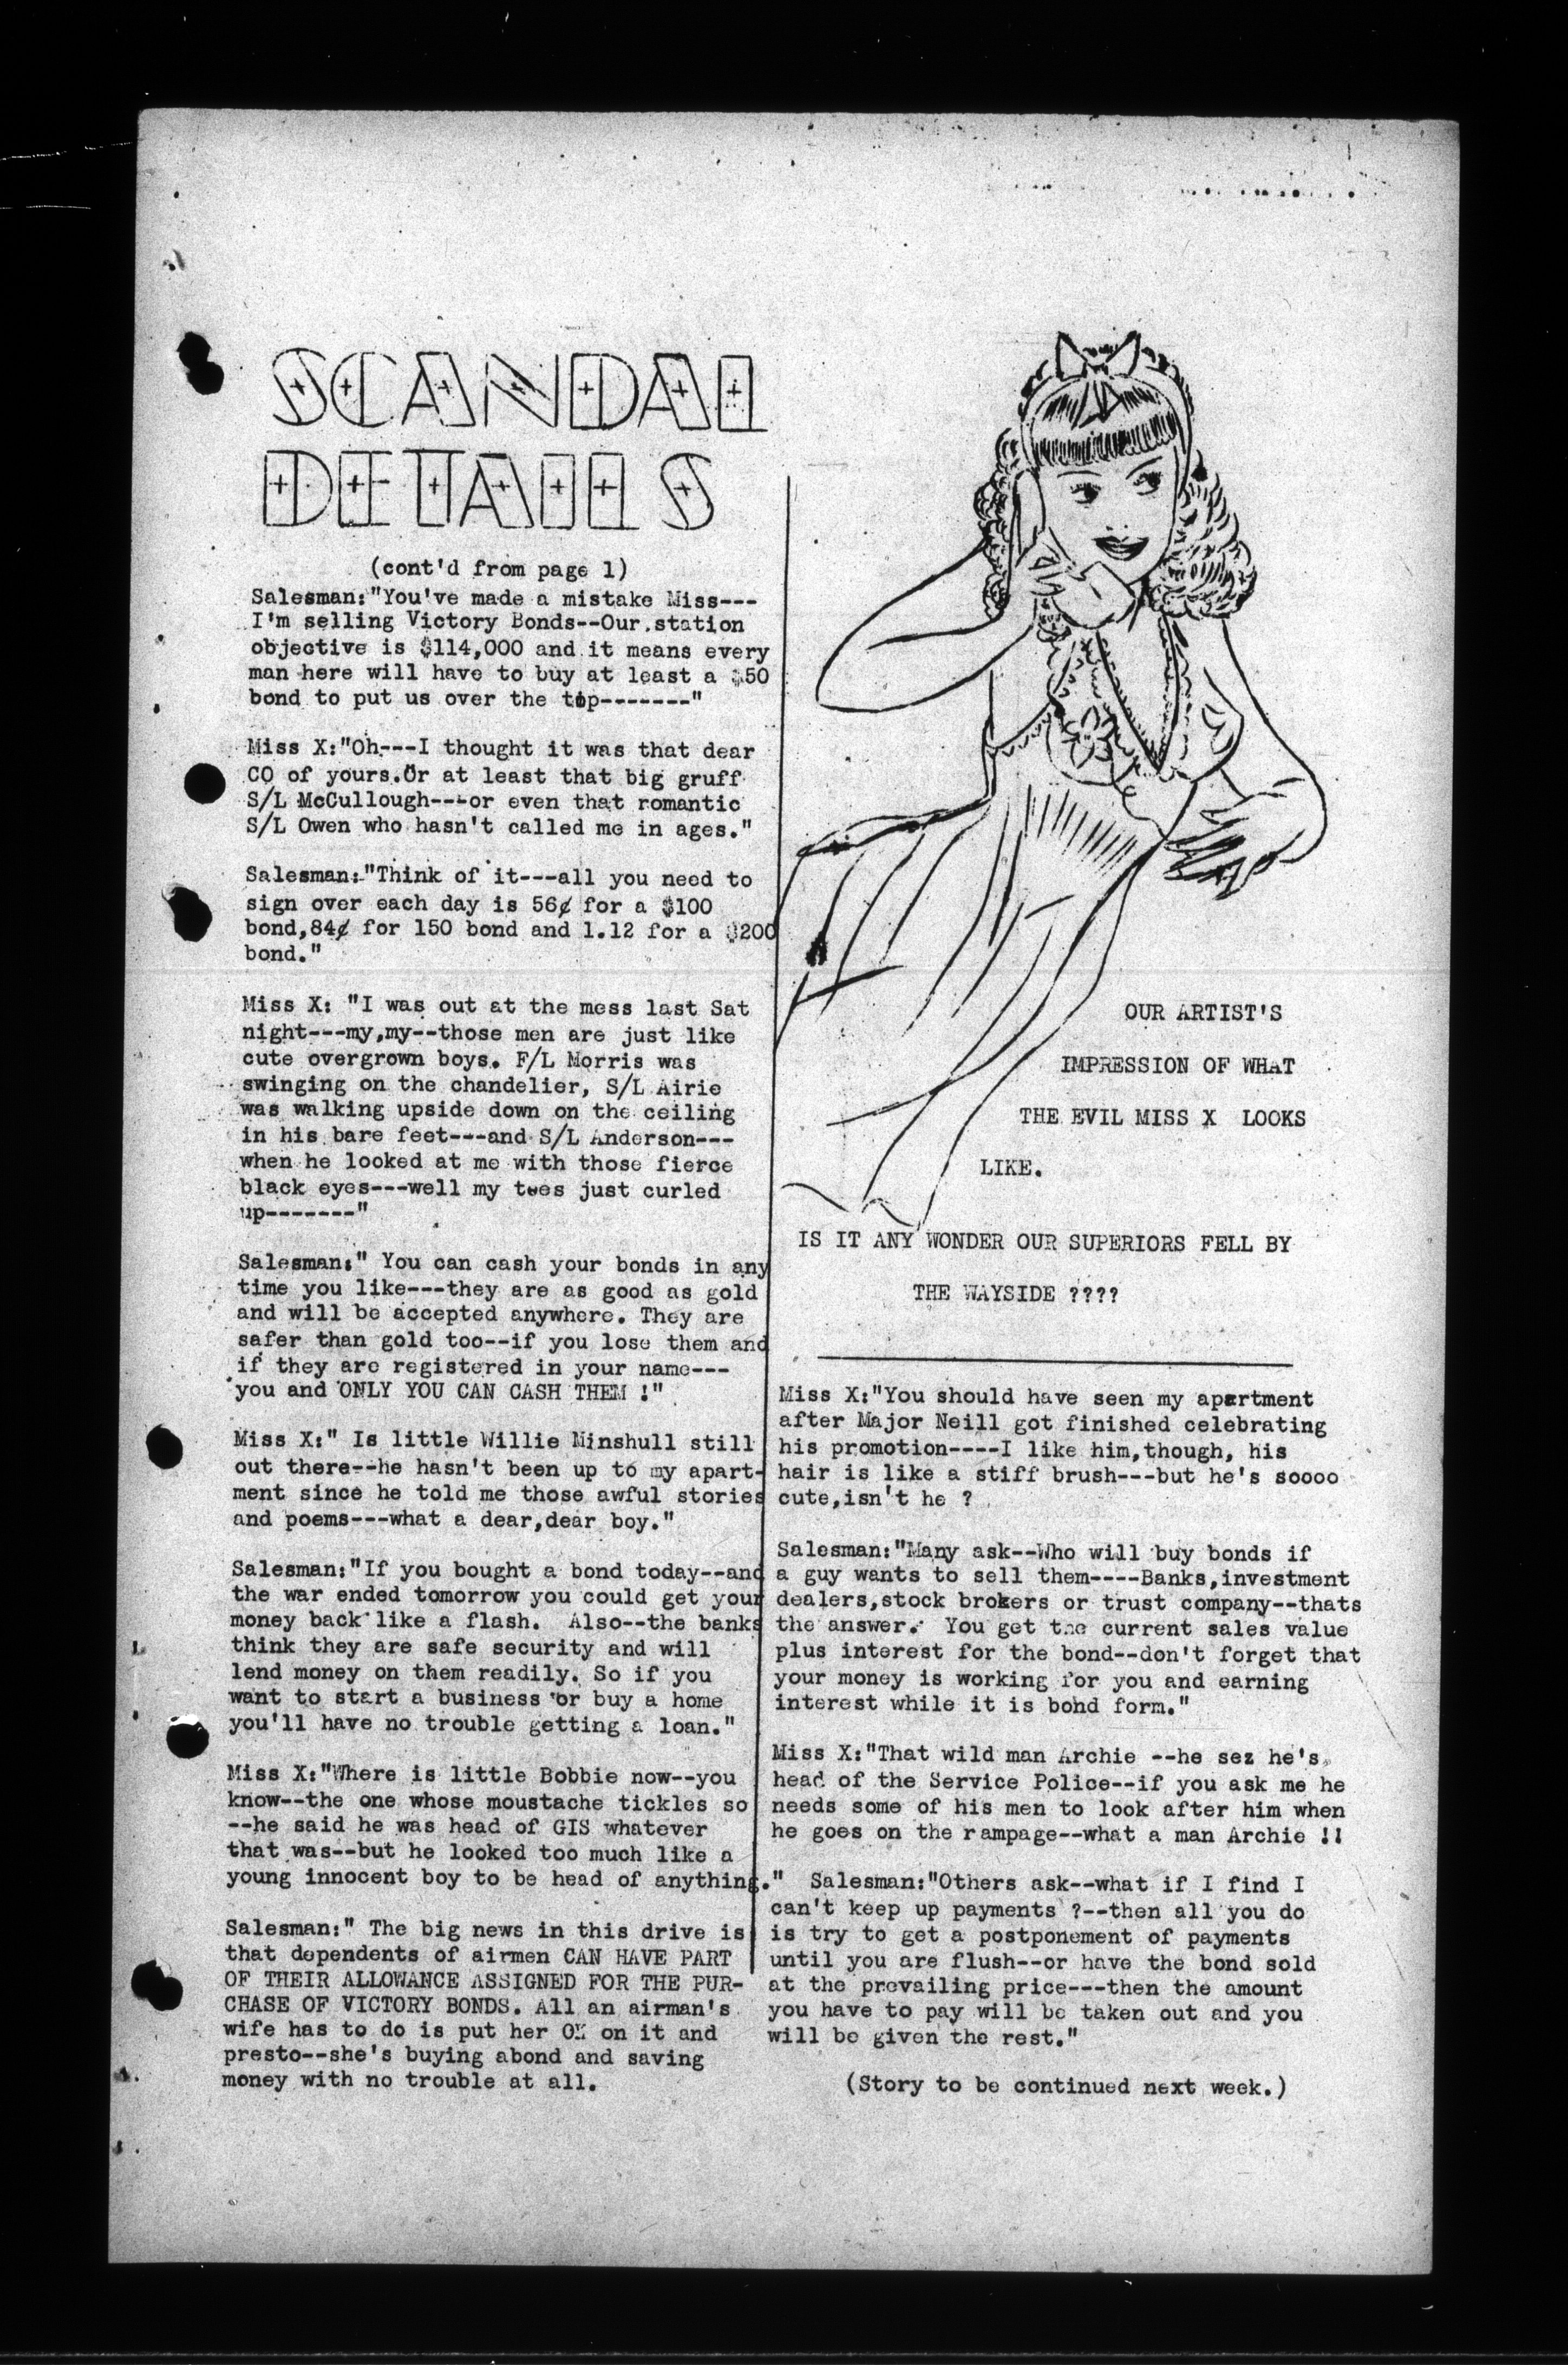 SCANDAL
DETAILS
(cont'd from page 1)
Salesman:"You've made a mistake Miss---
I'm selling Victory Bonds--Our station
objective is $114,000 and it means every
man here will have to buy at least a $50
bond to put us over the top-------"
Miss X:"Oh---I thought it was that dear
CO of yours.Or at least that big gruff
S/L McCullough---or even that romantic
S/L Owen who hasn't called me in ages."
Salesman:"Think of it---all you need to
sign over each day is 56¢ for a $100
bond,84¢ for 150 bond and 1.12 for a $200
bond."
Miss X: "I was out at the mess last Sat
night---my,my--those men are just like
cute overgrown boys. F/L Morris was
swinging on the chandelier, S/L Airie
was walking upside down on the ceiling
in his bare feet---and S/L Anderson---
when he looked at me with those fierce
black eyes---well my toes just curled
up-------"
Salesman:" You can cash your bonds in any
time you like---they are as good as gold
and will be accepted anywhere. They are
safer than gold too--if you lose them and
if they are registered in your name---
you and ONLY YOU CAN CASH THEM !"
Miss X:" Is little Willie Minshull still
out there--he hasn't been up to my apart-
ment since he told me those awful stories
and poems---what a dear,dear boy."
Salesman:"If you bought a bond today--and
the war ended tomorrow you could get your
money back like a flash. Also--the banks
think they are safe security and will
lend money on them readily. So if you
want to start a business or buy a home
you'll have no trouble getting a loan."
Miss X:"Where is little Bobbie now--you
know--the one whose moustache tickles so
--he said he was head of GIS whatever
that was--but he looked too much like a
young innocent boy to be head of anything."
Salesman:" The big news in this drive is
that dependents of airmen CAN HAVE PART
OF THEIR ALLOWANCE ASSIGNED FOR THE PUR-
CHASE OF VICTORY BONDS. All an airman's
wife has to do is put her OK on it and
presto--she's buying abond and saving
money with no trouble at all.
OUR ARTIST'S
IMPRESSION OF WHAT
THE EVIL MISS X LOOKS
LIKE.
IS IT ANY WONDER OUR SUPERIORS FELL BY
THE WAYSIDE ????
Miss X:"You should have seen my apartment
after Major Neill got finished celebrating
his promotion----I like him,though, his
hair is like a stiff brush---but he's soooo
cute,isn't he ?
Salesman:"Many ask--Who will buy bonds if
a guy wants to sell them----Banks,investment
dealers,stock brokers or trust company--thats
the answer. You get the current sales value
plus interest for the bond--don't forget that
your money is working for you and earning
interest while it is bond form."
Miss X:"That wild man Archie --he sez he's
head of the Service Police--if you ask me he
needs some of his men to look after him when
he goes on the rampage--what a man Archie !!
Salesman:"Others ask--what if I find I
can't keep up payments ?--then all you do
is try to get a postponement of payments
until you are flush--or have the bond sold
at the prevailing price---then the amount
you have to pay will be taken out and you
will be given the rest."
(Story to be continued next week.)